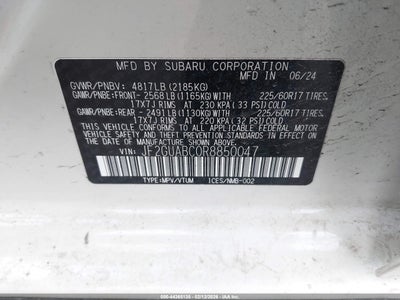 MFD BY SUBARU CORPORATION
MADE IN 06/24
GVWR/PNBV: 4817LB (2185KG)
GAWR/PNBE: FRONT- 2568LB(1165KG)WITH 225/60R17 TIRES,
17X7J RIMS AT 230 KPA(33 PSI)COLD
GAWR/PNBE: REAR - 2491LB(1130KG)WITH 225/60R17 TIRES,
17X7J RIMS AT 220 KPA(32 PSI)COLD
THIS VEHICLE CONFORMS TO ALL APPLICABLE FEDERAL MOTOR
VEHICLE SAFETY AND THEFT PREVENTION STANDARDS IN
EFFECT ON THE DATE OF MANUFACTURE SHOWN ABOVE.
VIN: JF2GUABC0R8850047
TYPE:MPV/VTUM ICES/NMB-002